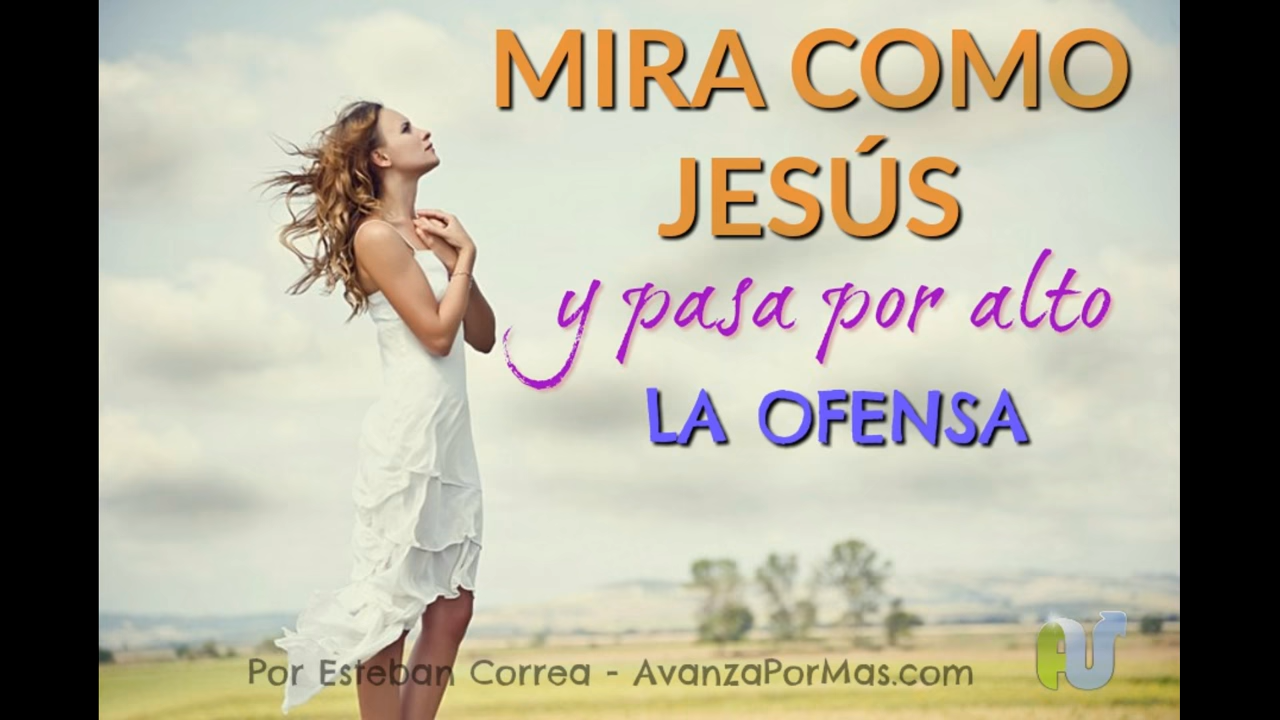 MIRA COMO
JESÚS
y pasa por alto
LA OFENSA
Por Esteban Correa - AvanzaPorMas.com